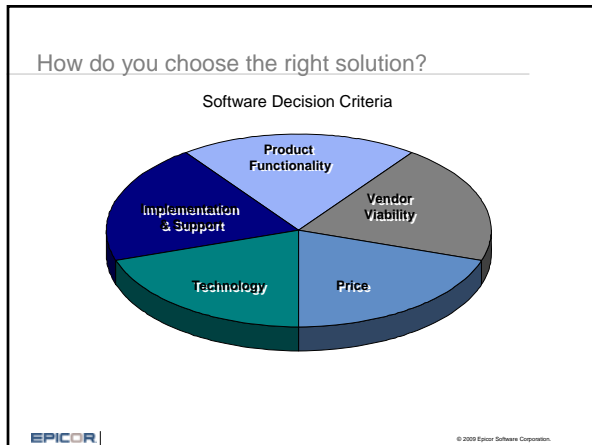 How do you choose the right solution?
Software Decision Criteria
Product
Functionality
Vendor
Viability
Implementation
& Support
Technology
Price
EPICOR
© 2009 Epicor Software Corporation.